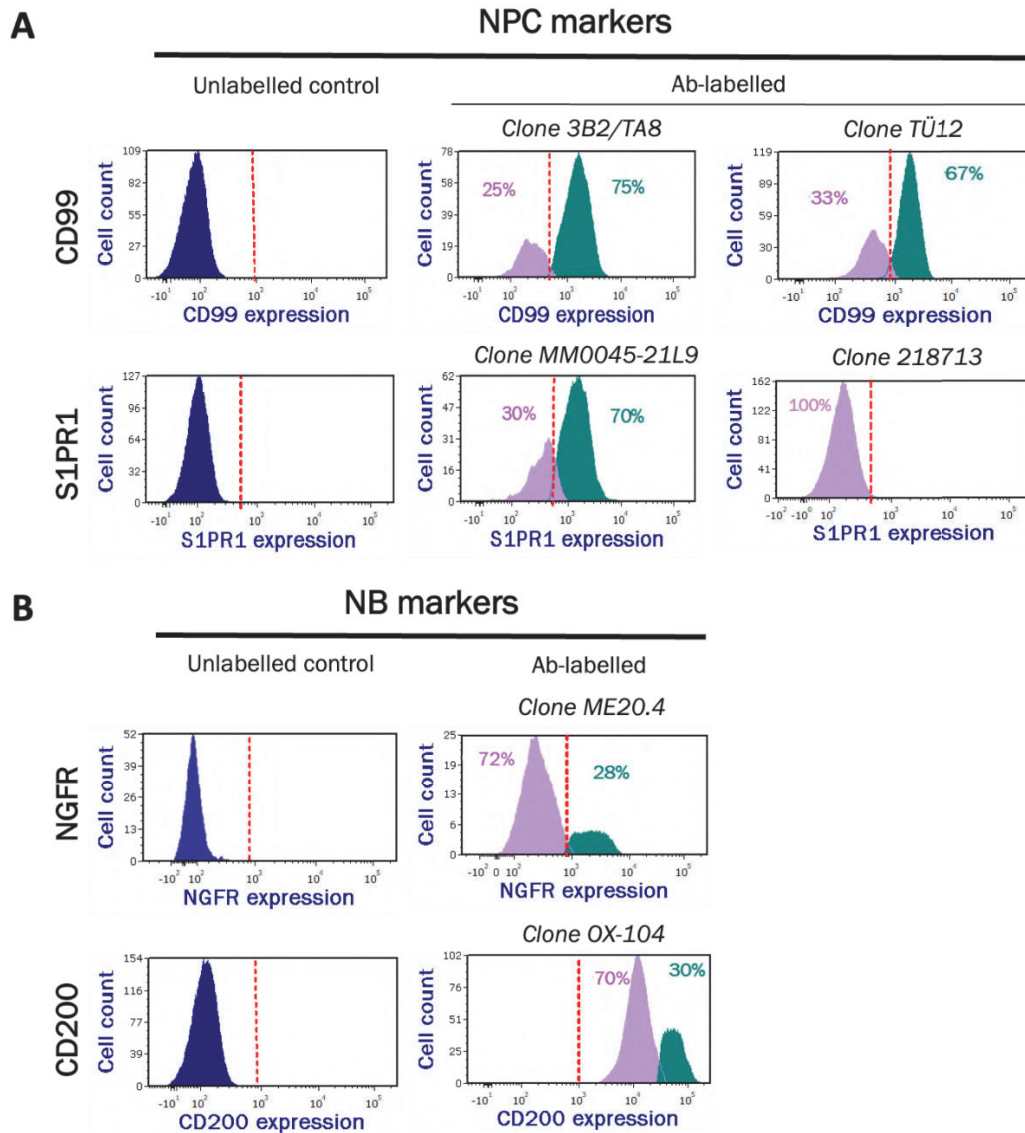 A
NPC markers
Unlabelled control
Ab-labelled
Clone 3B2/TA8
Clone TÜ12
CD99
Cell count
109
82
55
27
0
-10¹
10²
10³
10⁴
10⁵
CD99 expression
Cell count
78
58
39
19
0
25%
75%
-10¹
10²
10³
10⁴
10⁵
CD99 expression
Cell count
119
89
59
30
0
33%
67%
-10¹
10²
10³
10⁴
10⁵
CD99 expression
Clone MM0045-21L9
Clone 218713
S1PR1
Cell count
127
96
64
32
0
-10¹
10²
10³
10⁴
10⁵
S1PR1 expression
Cell count
62
47
31
16
0
30%
70%
-10¹
10²
10³
10⁴
10⁵
S1PR1 expression
Cell count
162
122
81
41
0
100%
-10²
-10⁰
10²
10³
10⁴
10⁵
S1PR1 expression
B
NB markers
Unlabelled control
Ab-labelled
Clone ME20.4
NGFR
Cell count
52
39
26
13
0
-10¹
10²
10³
10⁴
10⁵
NGFR expression
Cell count
25
19
13
6
0
72%
28%
-10²
0
10²
10³
10⁴
10⁵
NGFR expression
Clone OX-104
CD200
Cell count
154
116
77
39
0
-10¹
10²
10³
10⁴
10⁵
CD200 expression
Cell count
102
76
51
25
0
70%
30%
-10¹
10²
10³
10⁴
10⁵
CD200 expression